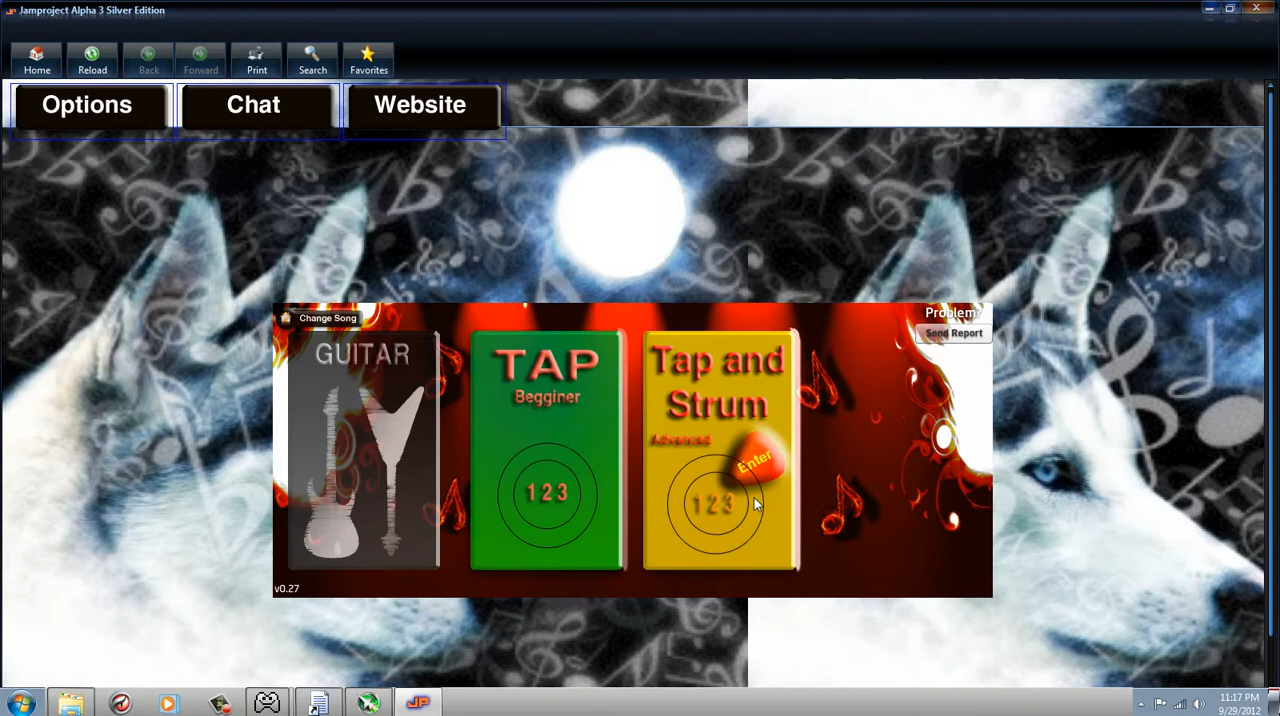 Jamproject Alpha 3 Silver Edition
Home Reload Back Forward Print Search Favorites
Options Chat Website
Change Song
Problem?
Send Report
GUITAR
TAP
Begginer
1 2 3
Tap and
Strum
Advanced
Enter
1 2 3
v0.27
JP
11:17 PM
9/29/2012